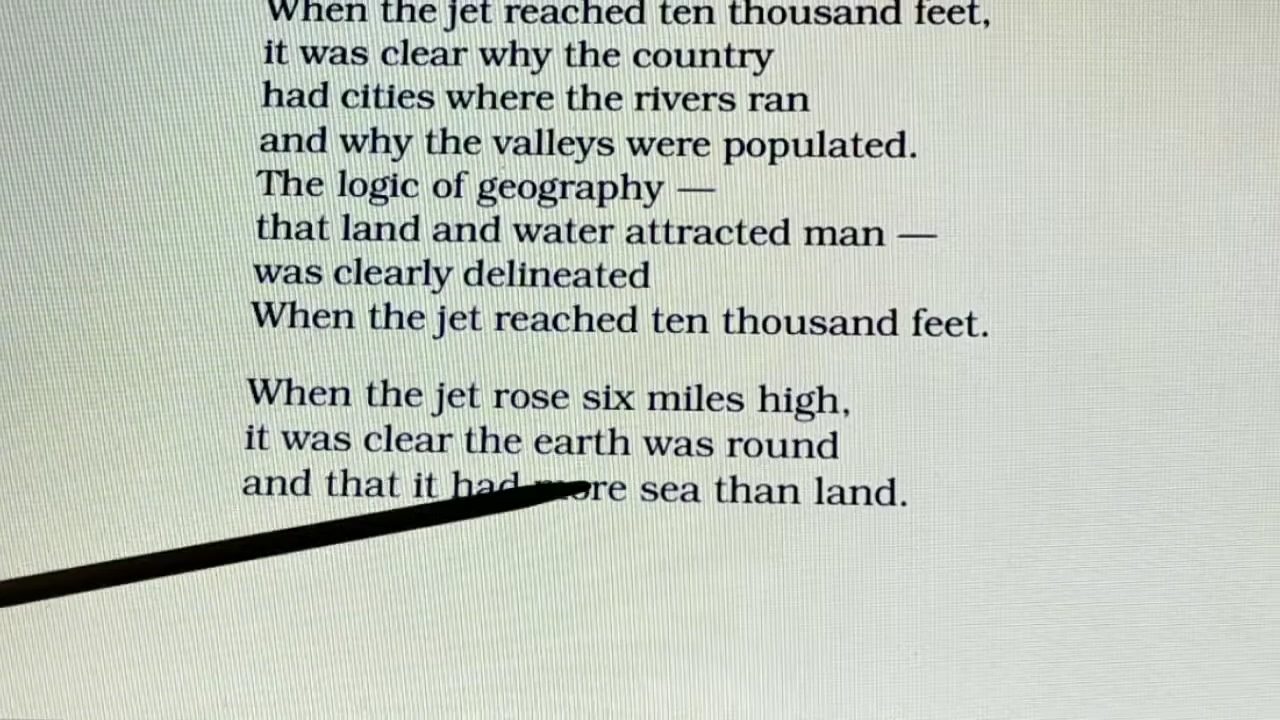 When the jet reached ten thousand feet,
it was clear why the country
had cities where the rivers ran
and why the valleys were populated.
The logic of geography —
that land and water attracted man —
was clearly delineated
When the jet reached ten thousand feet.
When the jet rose six miles high,
it was clear the earth was round
and that it had more sea than land.